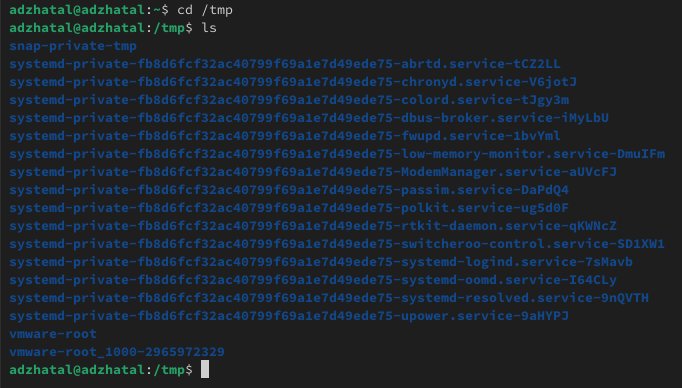 adzhatal@adzhatal:~$ cd /tmp
adzhatal@adzhatal:/tmp$ ls
snap-private-tmp
systemd-private-fb8d6fcf32ac40799f69a1e7d49ede75-abrtd.service-tCZ2LL
systemd-private-fb8d6fcf32ac40799f69a1e7d49ede75-chronyd.service-V6jotJ
systemd-private-fb8d6fcf32ac40799f69a1e7d49ede75-colord.service-tJgy3m
systemd-private-fb8d6fcf32ac40799f69a1e7d49ede75-dbus-broker.service-iMyLbU
systemd-private-fb8d6fcf32ac40799f69a1e7d49ede75-fwupd.service-1bvYml
systemd-private-fb8d6fcf32ac40799f69a1e7d49ede75-low-memory-monitor.service-DmuIFm
systemd-private-fb8d6fcf32ac40799f69a1e7d49ede75-ModemManager.service-aUVcFJ
systemd-private-fb8d6fcf32ac40799f69a1e7d49ede75-passim.service-DaPdQ4
systemd-private-fb8d6fcf32ac40799f69a1e7d49ede75-polkit.service-ug5d0F
systemd-private-fb8d6fcf32ac40799f69a1e7d49ede75-rtkit-daemon.service-qKWNcZ
systemd-private-fb8d6fcf32ac40799f69a1e7d49ede75-switcheroo-control.service-SD1XW1
systemd-private-fb8d6fcf32ac40799f69a1e7d49ede75-systemd-logind.service-7sMavb
systemd-private-fb8d6fcf32ac40799f69a1e7d49ede75-systemd-oomd.service-I64CLy
systemd-private-fb8d6fcf32ac40799f69a1e7d49ede75-systemd-resolved.service-9nQVTH
systemd-private-fb8d6fcf32ac40799f69a1e7d49ede75-upower.service-9aHYPJ
vmware-root
vmware-root_1000-2965972329
adzhatal@adzhatal:/tmp$